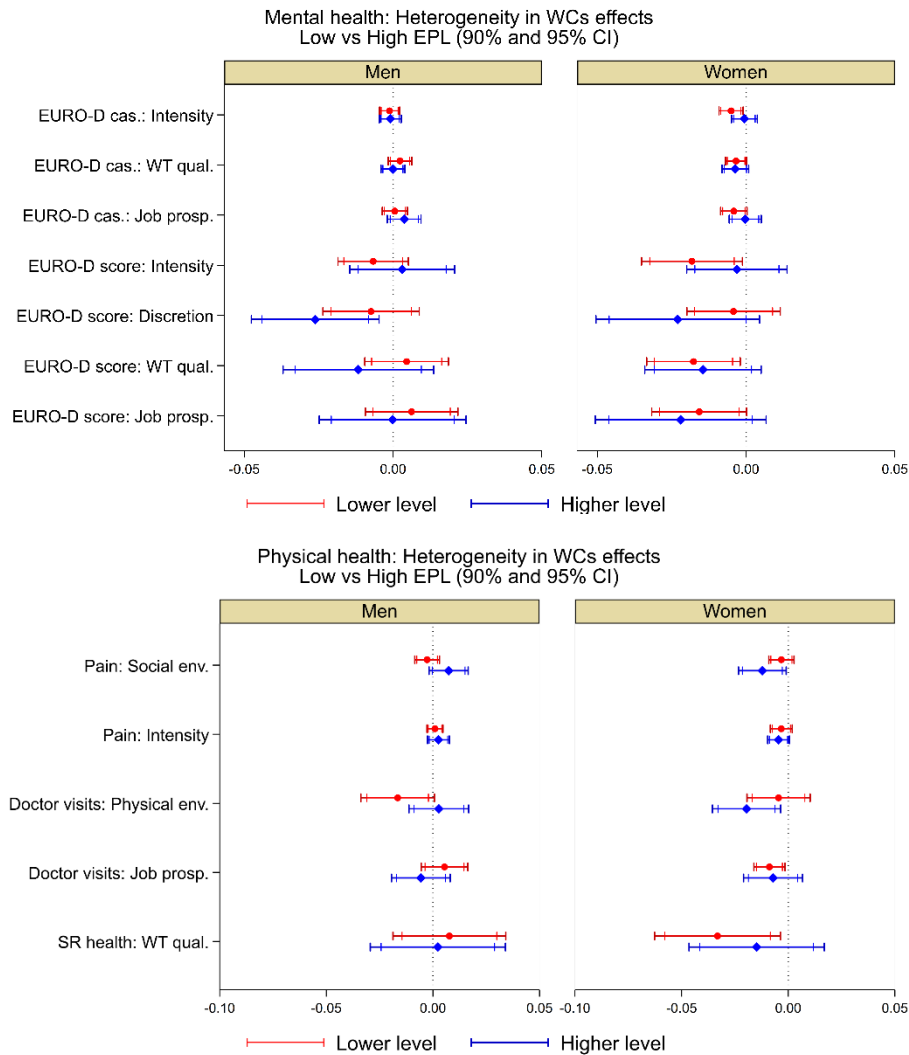 Mental health: Heterogeneity in WCs effects
Low vs High EPL (90% and 95% CI)
Men
Women
EURO-D cas.: Intensity
EURO-D cas.: WT qual.
EURO-D cas.: Job prosp.
EURO-D score: Intensity
EURO-D score: Discretion
EURO-D score: WT qual.
EURO-D score: Job prosp.
-0.05 0.00 0.05
-0.05 0.00 0.05
Lower level Higher level
Physical health: Heterogeneity in WCs effects
Low vs High EPL (90% and 95% CI)
Men
Women
Pain: Social env.
Pain: Intensity
Doctor visits: Physical env.
Doctor visits: Job prosp.
SR health: WT qual.
-0.10 -0.05 0.00 0.05
-0.10 -0.05 0.00 0.05
Lower level Higher level